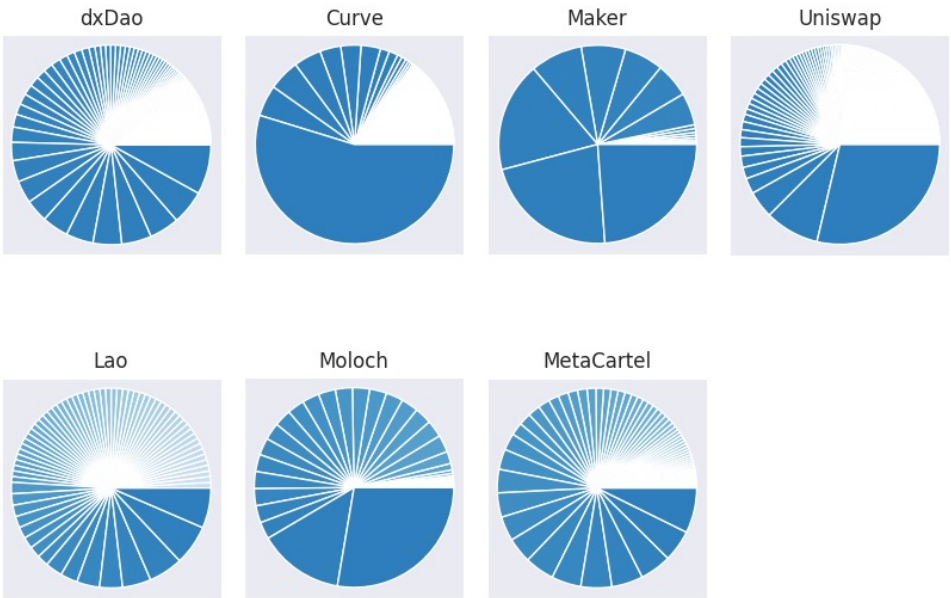 dxDao
Curve
Maker
Uniswap
Lao
Moloch
MetaCartel